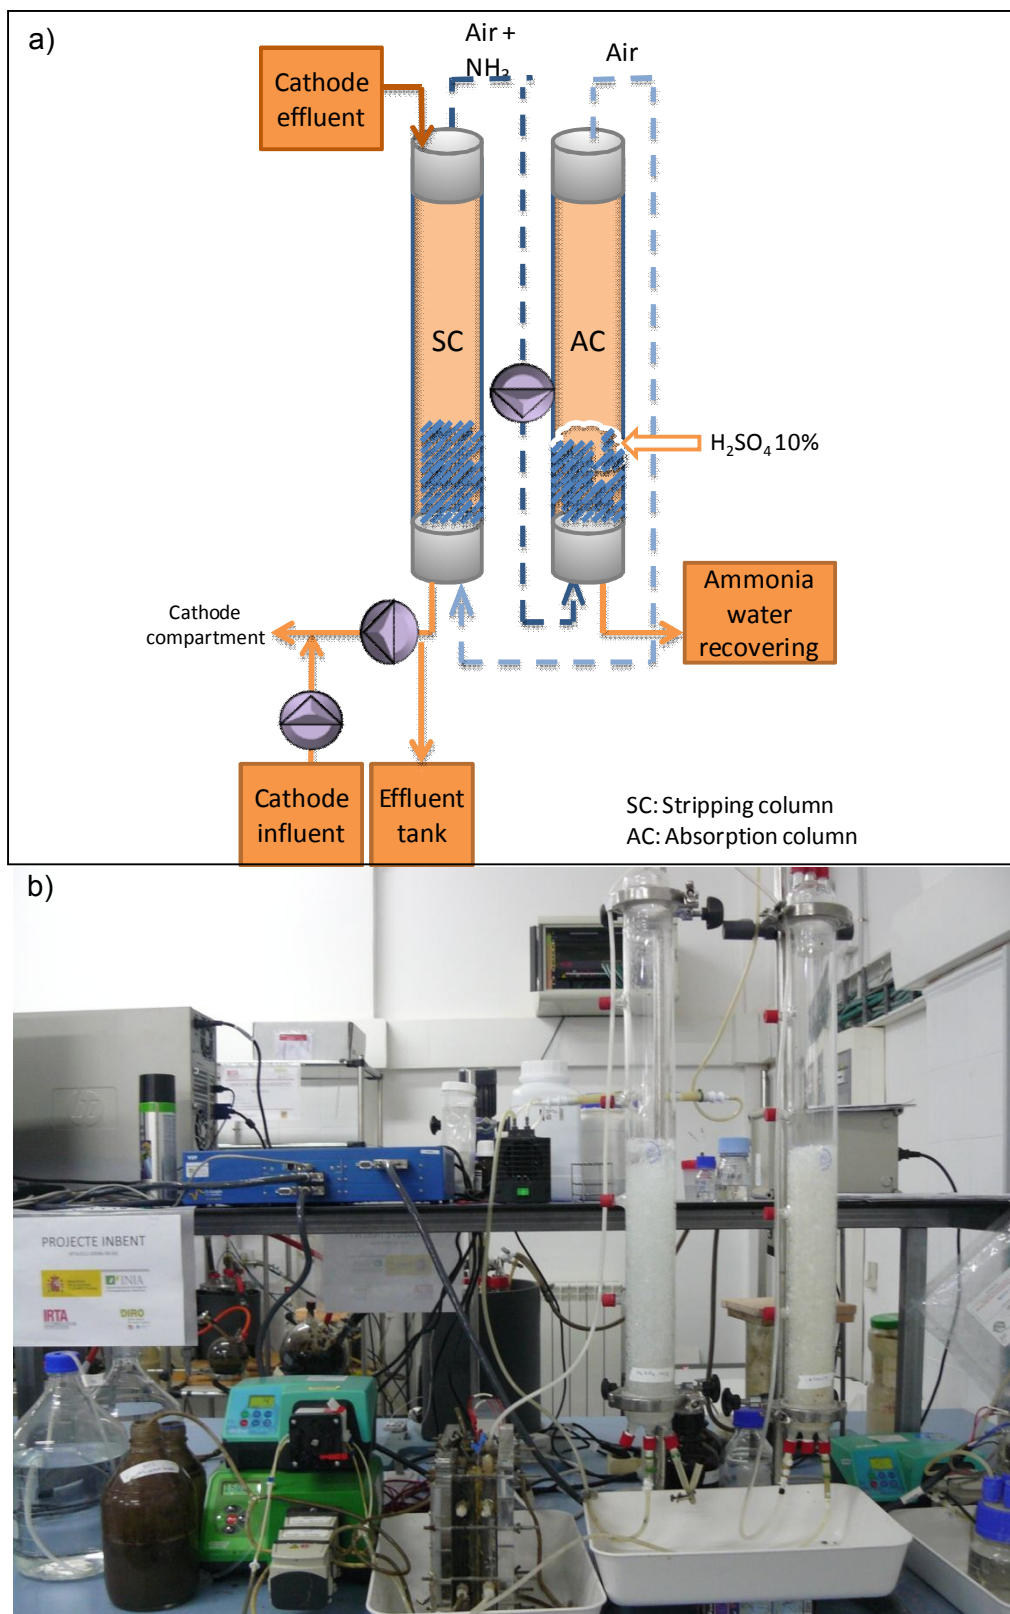 a)
Air +
NH₃
Air
Cathode
effluent
SC
AC
H₂SO₄ 10%
Cathode
compartment
Ammonia
water
recovering
Cathode
influent
Effluent
tank
SC: Stripping column
AC: Absorption column
b)
PROJECTE INBENT
INIA
IRTA
DIRO